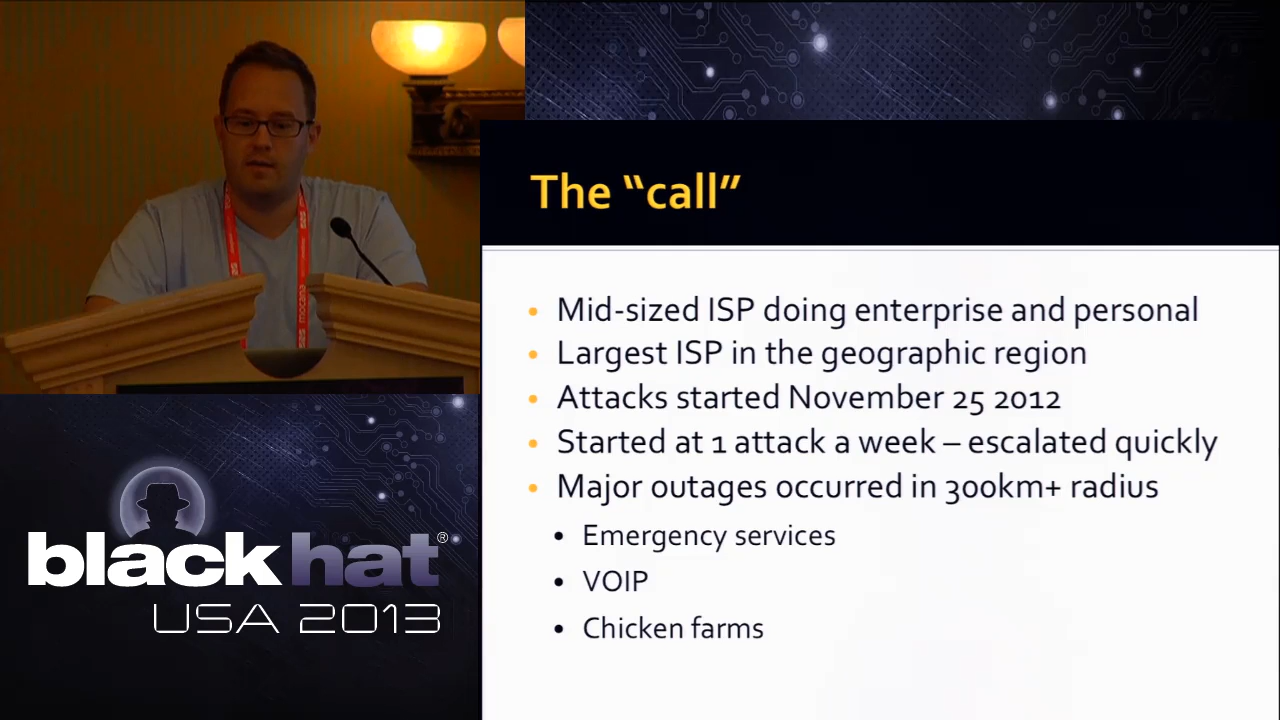 The “call”
• Mid-sized ISP doing enterprise and personal
• Largest ISP in the geographic region
• Attacks started November 25 2012
• Started at 1 attack a week – escalated quickly
• Major outages occurred in 300km+ radius
• Emergency services
• VOIP
• Chicken farms
blackhat®
USA 2013
mocana